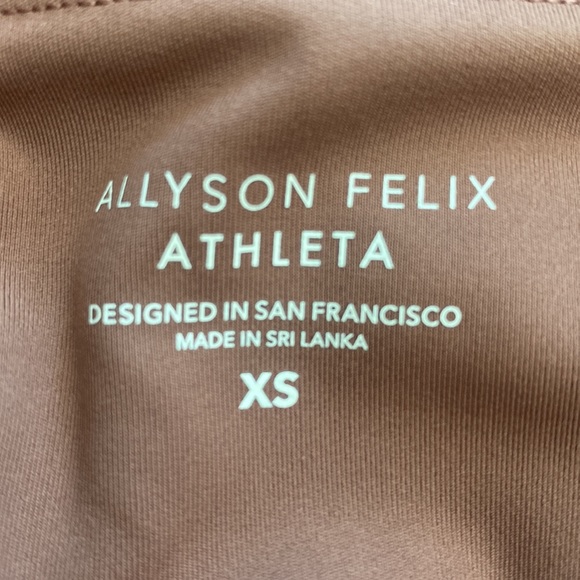 ALLYSON FELIX
ATHLETA
DESIGNED IN SAN FRANCISCO
MADE IN SRI LANKA
XS